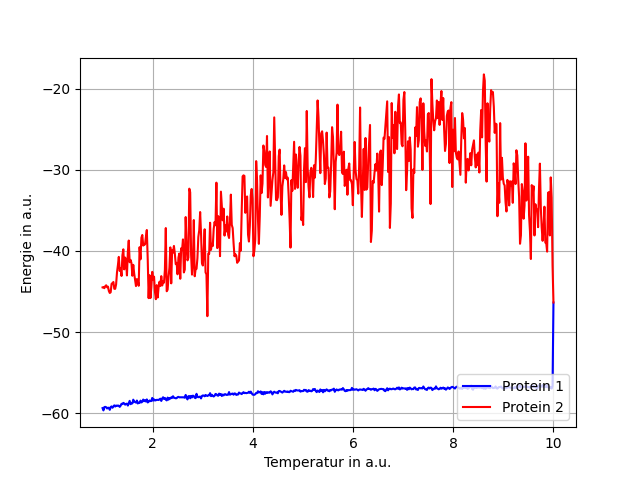 −20
−30
−40
−50
−60
Energie in a.u.
2
4
6
8
10
Temperatur in a.u.
Protein 1
Protein 2